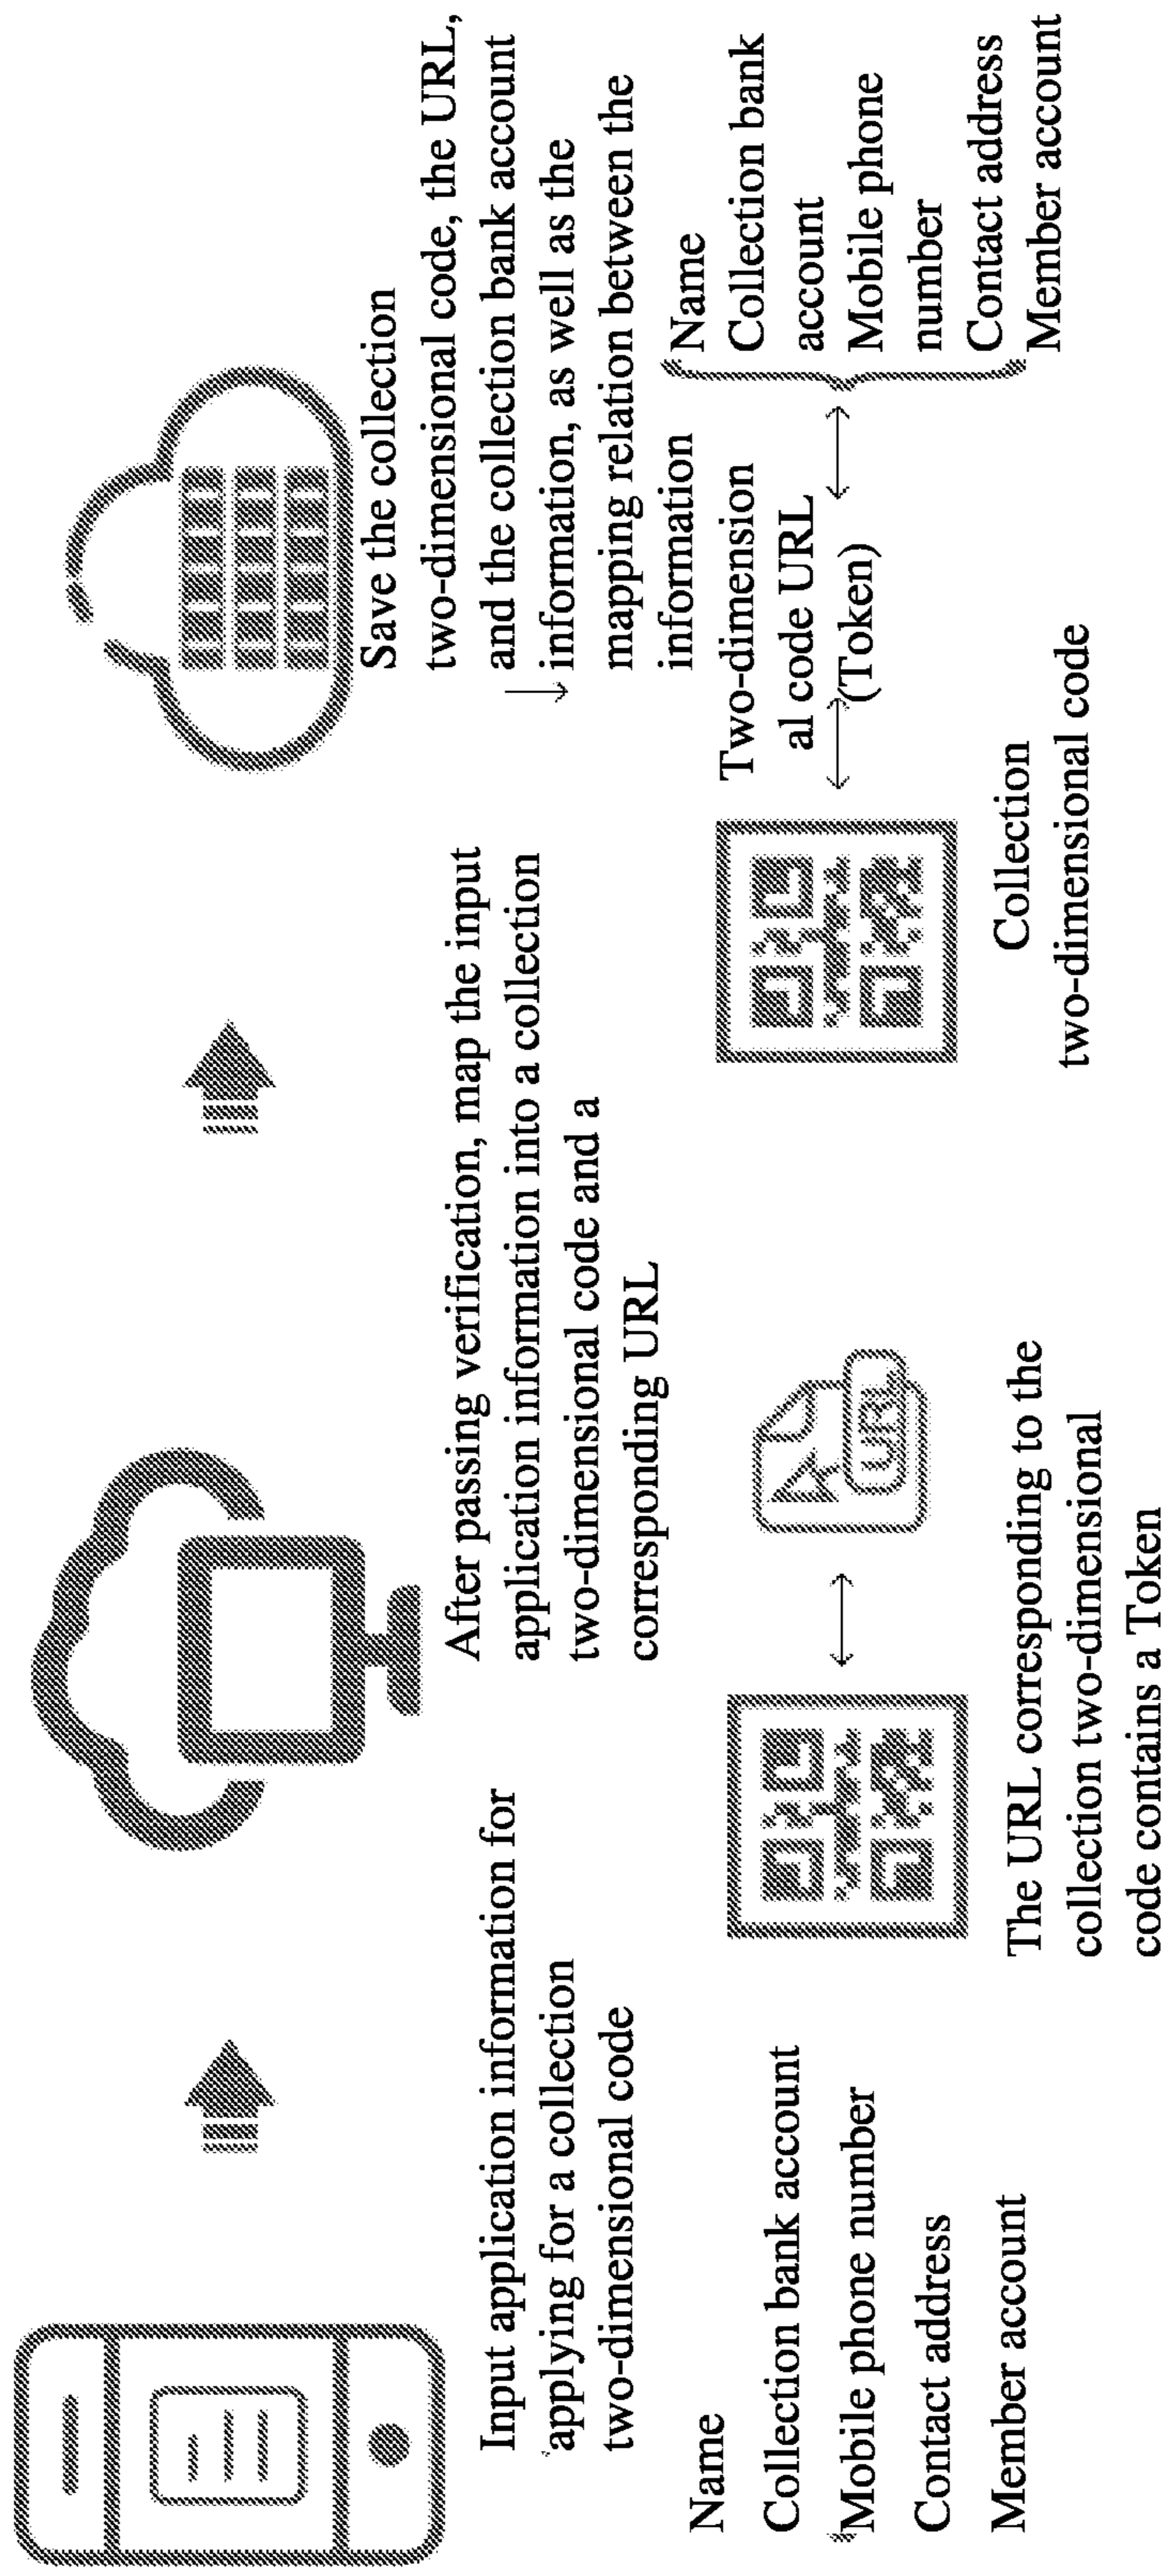 Input application information for
applying for a collection
two-dimensional code
Name
Collection bank account
Mobile phone number
Contact address
Member account
After passing verification, map the input
application information into a collection
two-dimensional code and a
corresponding URL
URL
The URL corresponding to the
collection two-dimensional
code contains a Token
Save the collection
two-dimensional code, the URL,
and the collection bank account
information, as well as the
mapping relation between the
information
Two-dimension
al code URL
(Token)
Name
Collection bank
account
Mobile phone
number
Contact address
Member account
Collection
two-dimensional code